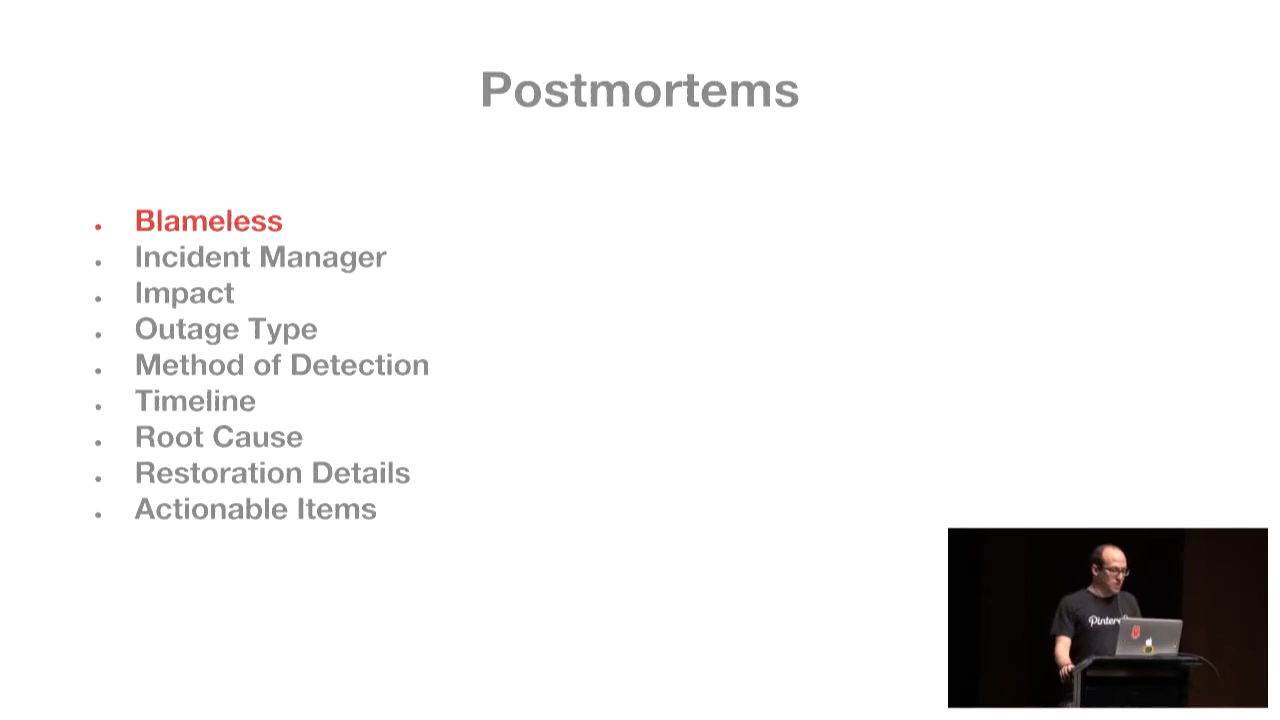 Postmortems
Blameless
Incident Manager
Impact
Outage Type
Method of Detection
Timeline
Root Cause
Restoration Details
Actionable Items